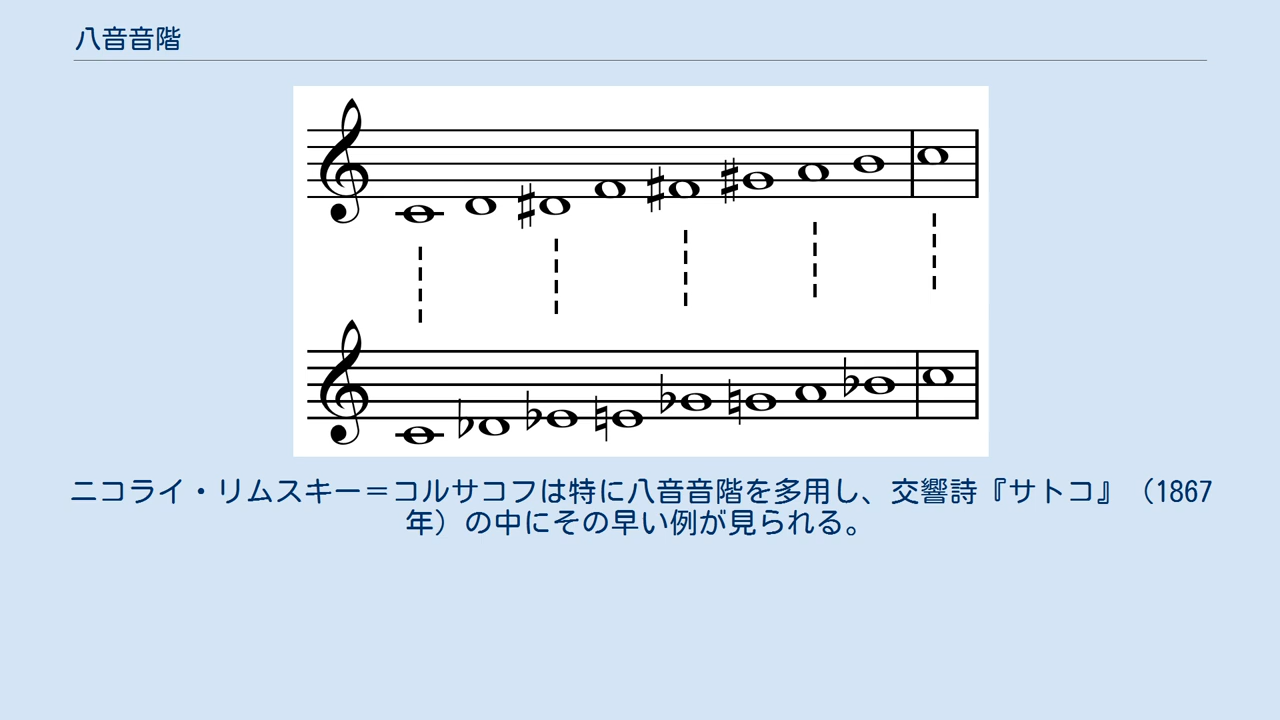 八音音階
ニコライ・リムスキー＝コルサコフは特に八音音階を多用し、交響詩『サトコ』（1867
年）の中にその早い例が見られる。